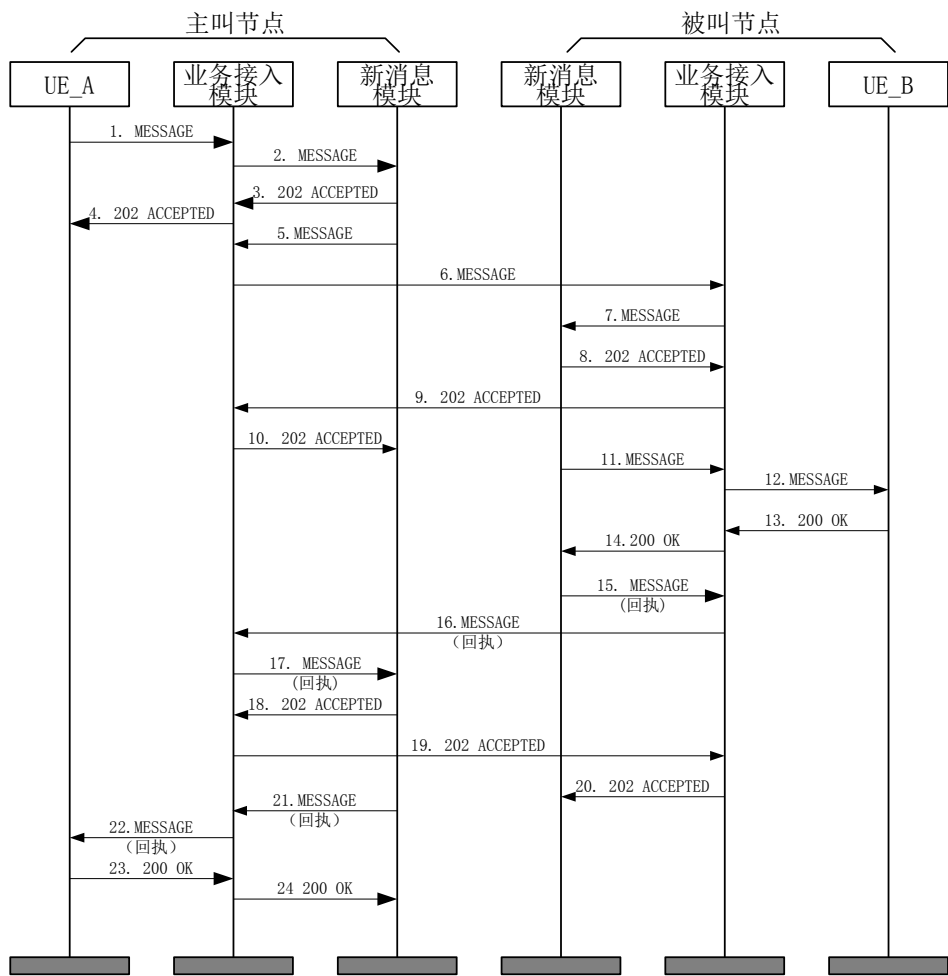 主叫节点
被叫节点
UE_A
业务接入
模块
新消息
模块
新消息
模块
业务接入
模块
UE_B
1. MESSAGE
2. MESSAGE
3. 202 ACCEPTED
4. 202 ACCEPTED
5.MESSAGE
6.MESSAGE
7.MESSAGE
8. 202 ACCEPTED
9. 202 ACCEPTED
10. 202 ACCEPTED
11.MESSAGE
12.MESSAGE
13. 200 OK
14.200 OK
15. MESSAGE
(回执)
16.MESSAGE
（回执）
17. MESSAGE
(回执)
18. 202 ACCEPTED
19. 202 ACCEPTED
20. 202 ACCEPTED
21.MESSAGE
（回执）
22.MESSAGE
（回执）
23. 200 OK
24 200 OK